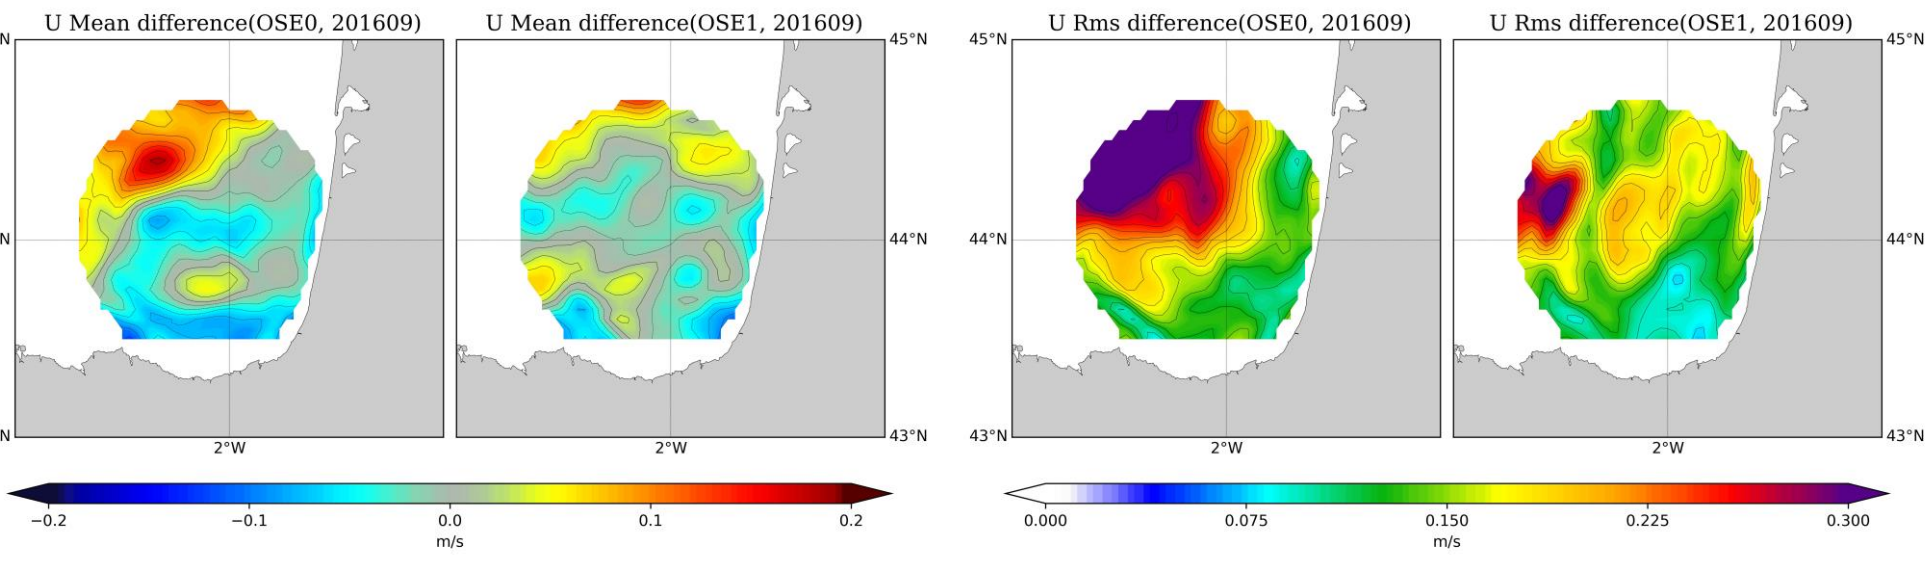 U Mean difference(OSE0, 201609)
U Mean difference(OSE1, 201609)
U Rms difference(OSE0, 201609)
U Rms difference(OSE1, 201609)
N
45°N
45°N
45°N
N
44°N
44°N
44°N
N
43°N
43°N
43°N
2°W
2°W
2°W
2°W
−0.2
−0.1
0.0
0.1
0.2
m/s
0.000
0.075
0.150
0.225
0.300
m/s